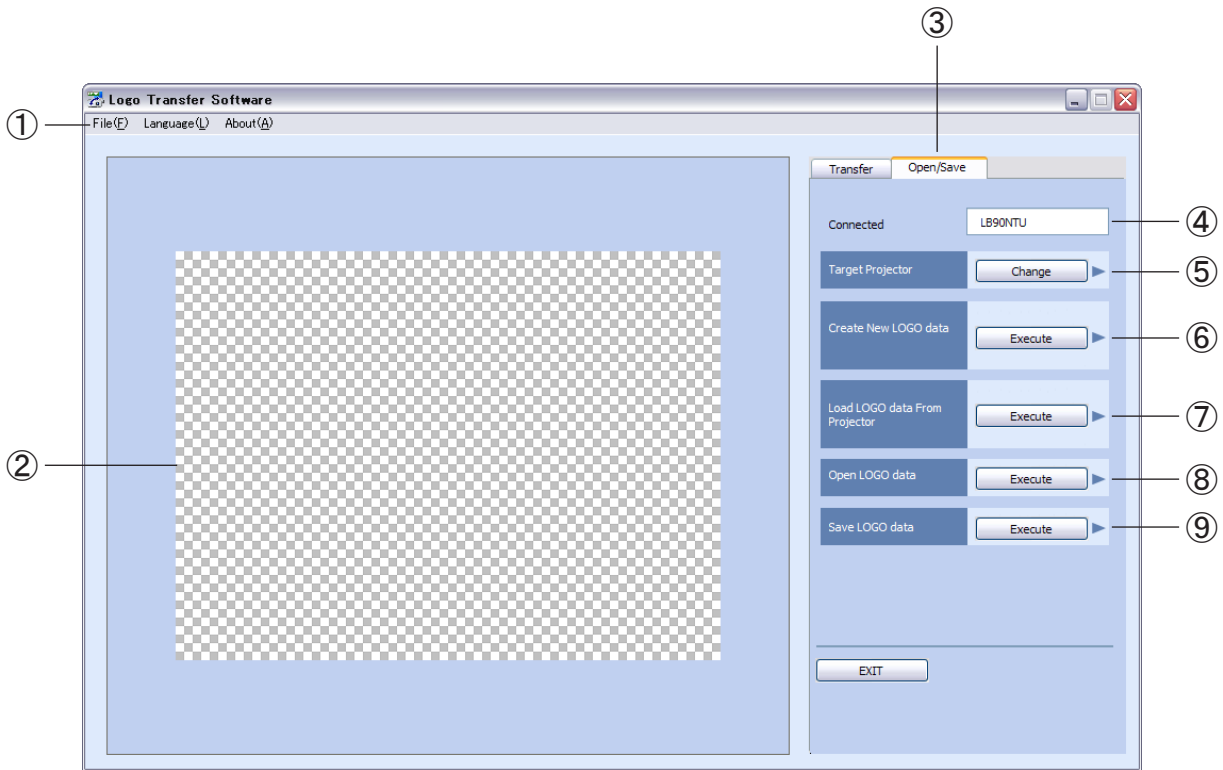 ③
Logo Transfer Software
① File(F) Language(L) About(A)
Transfer Open/Save
Connected LB90NTU ④
Target Projector Change ⑤
Create New LOGO data Execute ⑥
Load LOGO data From
Projector Execute ⑦
②
Open LOGO data Execute ⑧
Save LOGO data Execute ⑨
EXIT